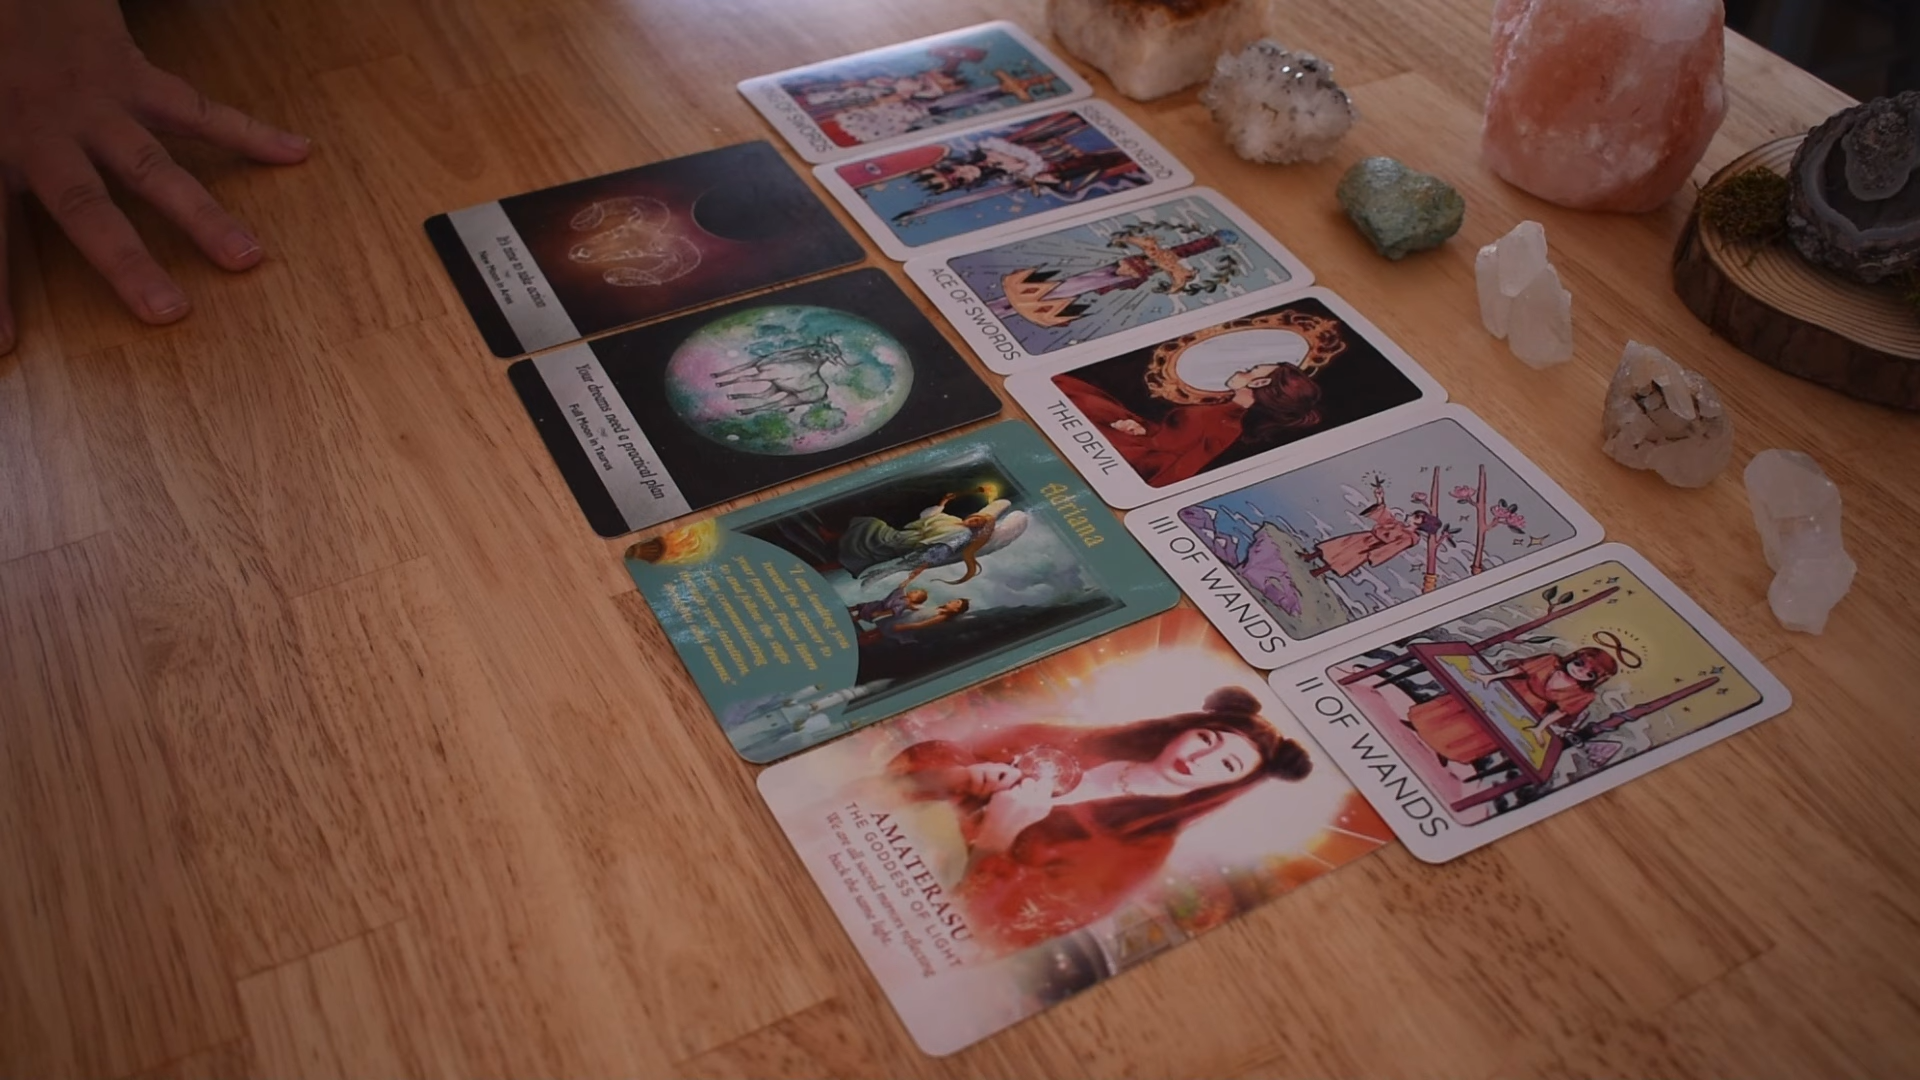 OF SWORDS
QUEEN OF SWORDS
ACE OF SWORDS
THE DEVIL
III OF WANDS
II OF WANDS
It's time to take action
New Moon in Aries
Your dreams need a practical plan
Full Moon in Taurus
Adriana
"I am leading you
toward the answer to
your prayers. Please listen
to and follow the steps
I am communicating
through your intuition,
thoughts and dreams."
AMATERASU
THE GODDESS OF LIGHT
We are all sacred mirrors reflecting
back the same light.